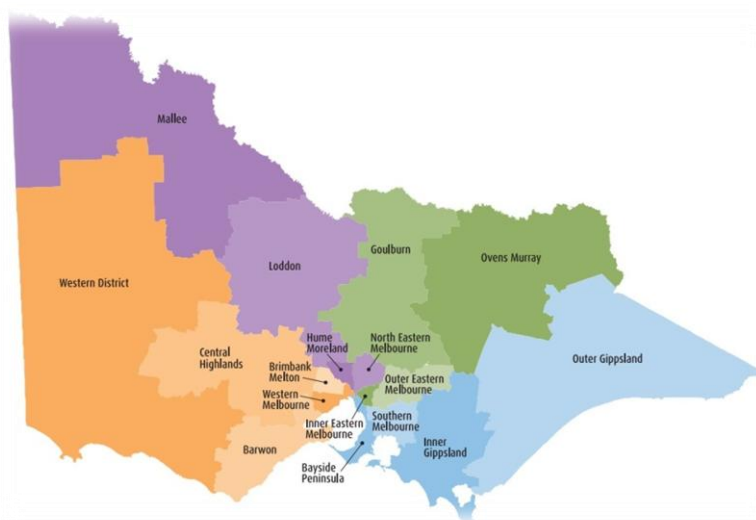 Mallee
Goulburn
Ovens Murray
Loddon
Western District
Hume
Moreland
North Eastern
Melbourne
Central
Highlands
Outer Gippsland
Brimbank
Melton
Outer Eastern
Melbourne
Western
Melbourne
Inner Eastern
Melbourne
Southern
Melbourne
Barwon
Inner
Gippsland
Bayside
Peninsula